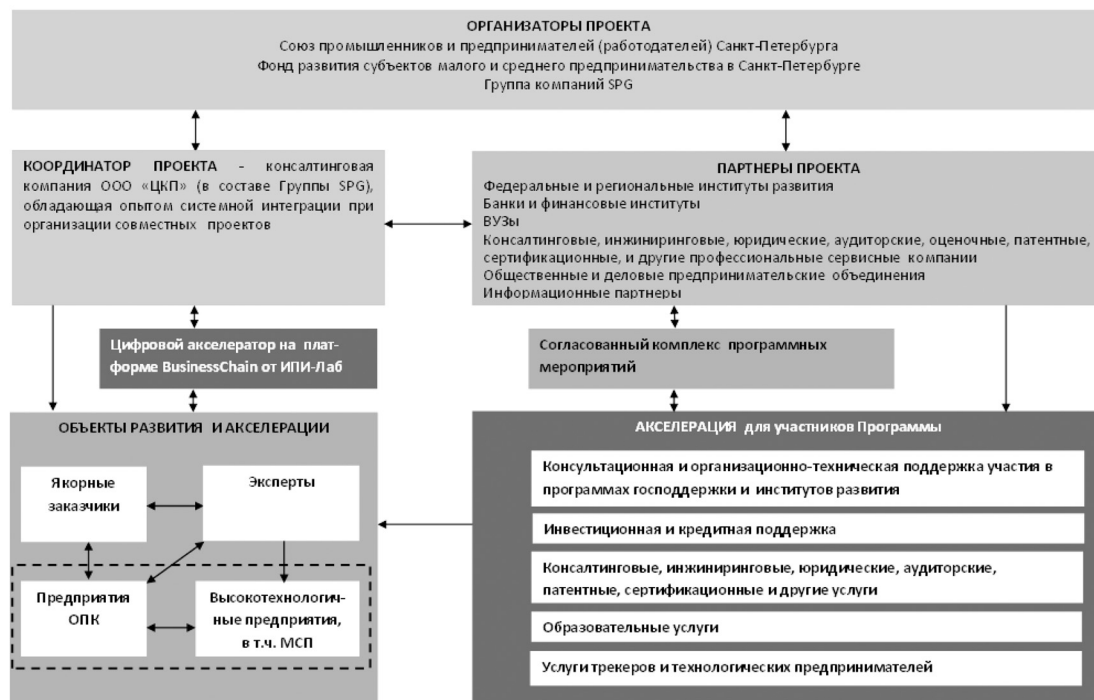 ОРГАНИЗАТОРЫ ПРОЕКТА
Союз промышленников и предпринимателей (работодателей) Санкт-Петербурга
Фонд развития субъектов малого и среднего предпринимательства в Санкт-Петербурге
Группа компаний SPG
КООРДИНАТОР ПРОЕКТА - консалтинговая
компания ООО «ЦКП» (в составе Группы SPG),
обладающая опытом системной интеграции при
организации совместных проектов
ПАРТНЕРЫ ПРОЕКТА
Федеральные и региональные институты развития
Банки и финансовые институты
ВУЗы
Консалтинговые, инжиниринговые, юридические, аудиторские, оценочные, патентные,
сертификационные, и другие профессиональные сервисные компании
Общественные и деловые предпринимательские объединения
Информационные партнеры
Цифровой акселератор на плат-
форме BusinessChain от ИПИ-Лаб
Согласованный комплекс программных
мероприятий
ОБЪЕКТЫ РАЗВИТИЯ И АКСЕЛЕРАЦИИ
Якорные
заказчики
Эксперты
Предприятия
ОПК
Высокотехнологич-
ные предприятия,
в т.ч. МСП
АКСЕЛЕРАЦИЯ для участников Программы
Консультационная и организационно-техническая поддержка участия в
программах господдержки и институтов развития
Инвестиционная и кредитная поддержка
Консалтинговые, инжиниринговые, юридические, аудиторские,
патентные, сертификационные и другие услуги
Образовательные услуги
Услуги трекеров и технологических предпринимателей